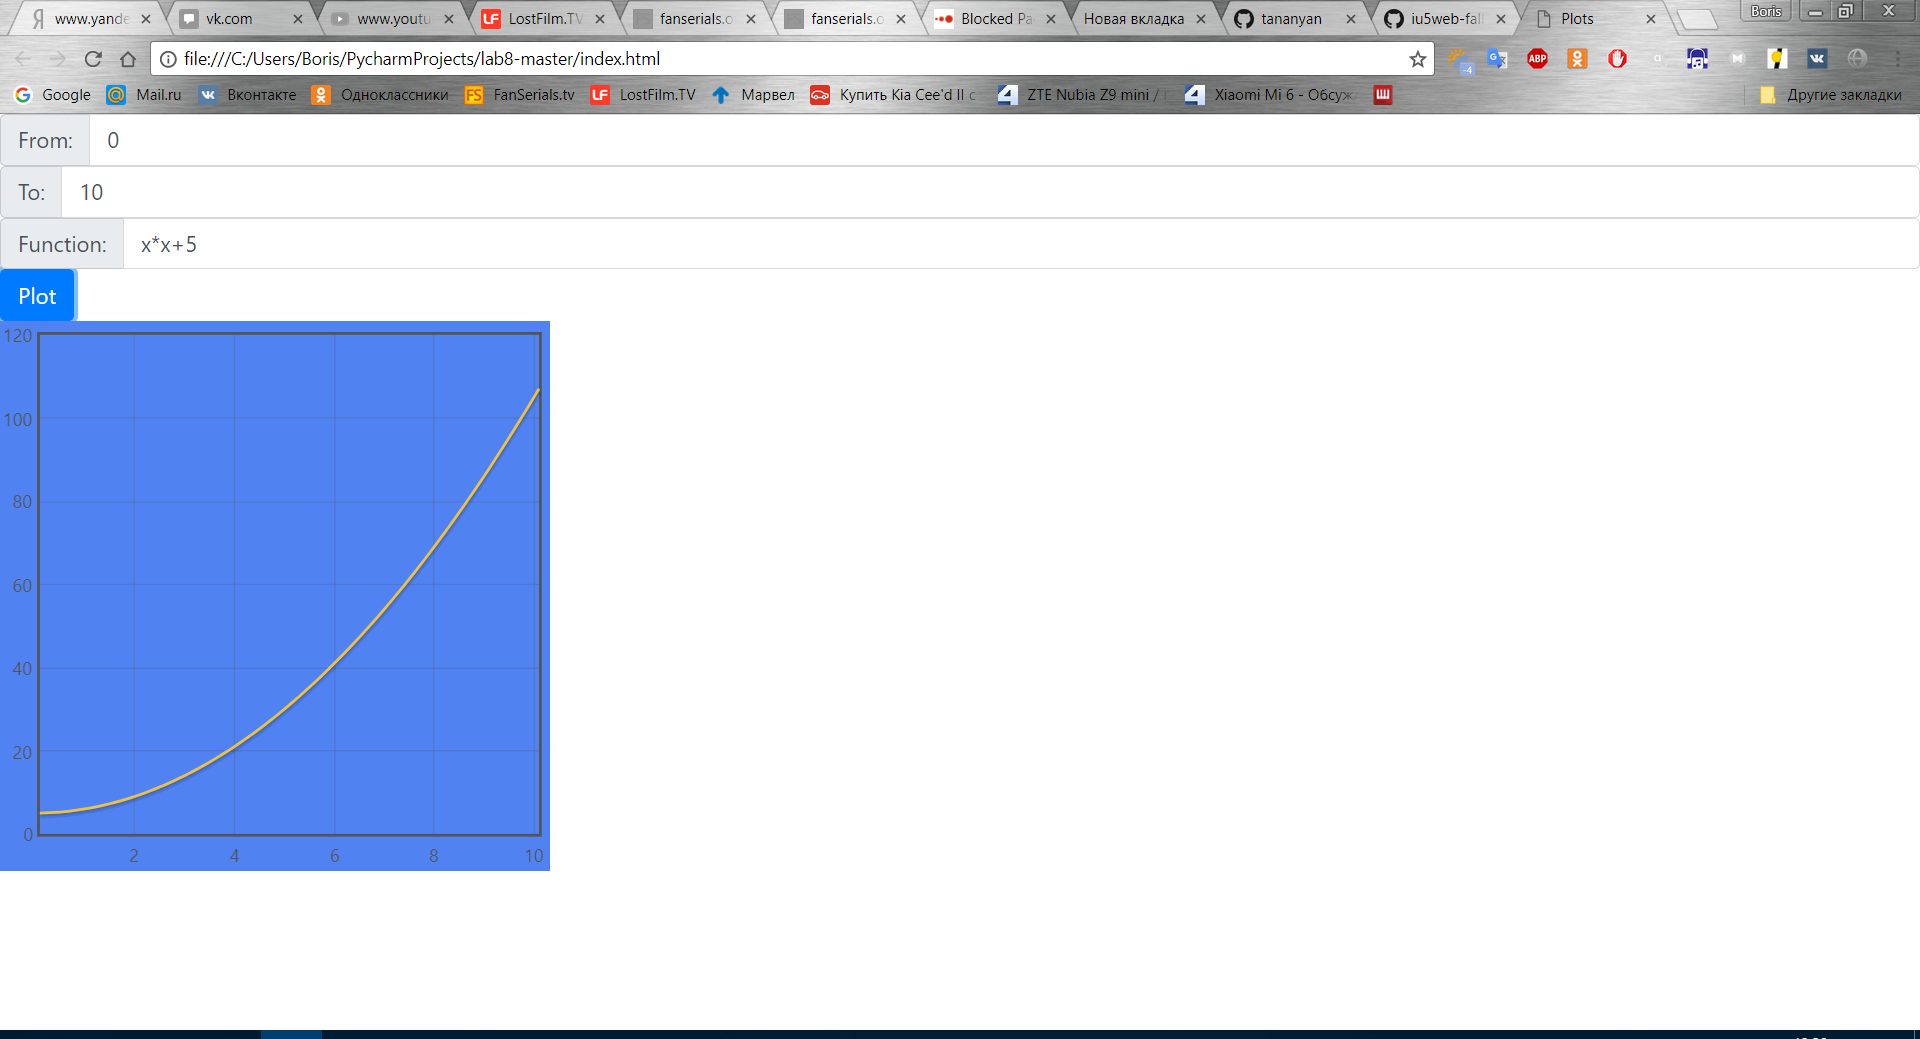 www.yande vk.com www.youtu LostFilm.TV fanserials.o fanserials.o Blocked Pa Новая вкладка tananyan iu5web-fall Plots Boris
file:///C:/Users/Boris/PycharmProjects/lab8-master/index.html
Google Mail.ru Вконтакте Одноклассники FanSerials.tv LostFilm.TV Марвел Купить Kia Cee'd II с ZTE Nubia Z9 mini / Xiaomi Mi 6 - Обсуж Другие закладки
From: 0
To: 10
Function: x*x+5
Plot
120
100
80
60
40
20
0
2 4 6 8 10